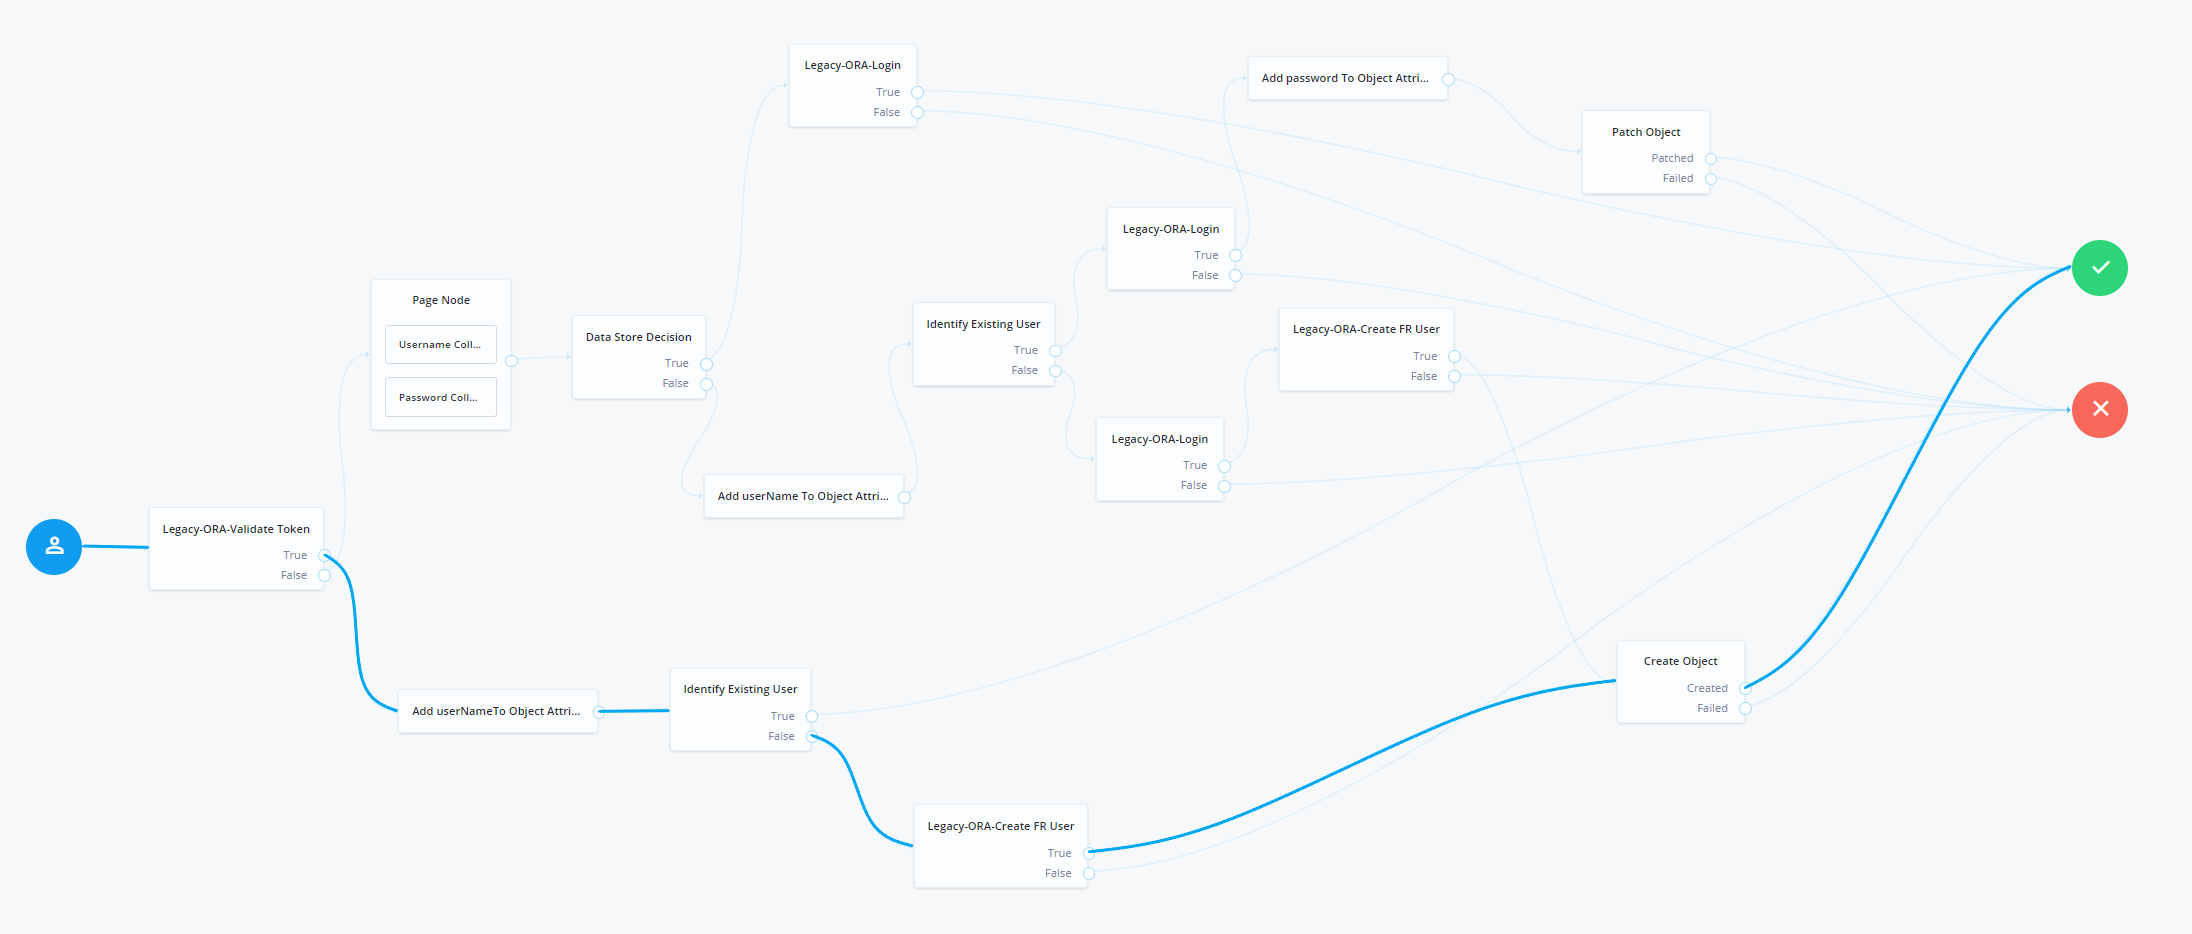 Legacy-ORA-Login
True
False
Add password To Object Attri...
Patch Object
Patched
Failed
Legacy-ORA-Login
True
False
Page Node
Username Coll...
Password Coll...
Data Store Decision
True
False
Identify Existing User
True
False
Legacy-ORA-Create FR User
True
False
Legacy-ORA-Login
True
False
Add userName To Object Attri...
Legacy-ORA-Validate Token
True
False
Add userNameTo Object Attri...
Identify Existing User
True
False
Create Object
Created
Failed
Legacy-ORA-Create FR User
True
False